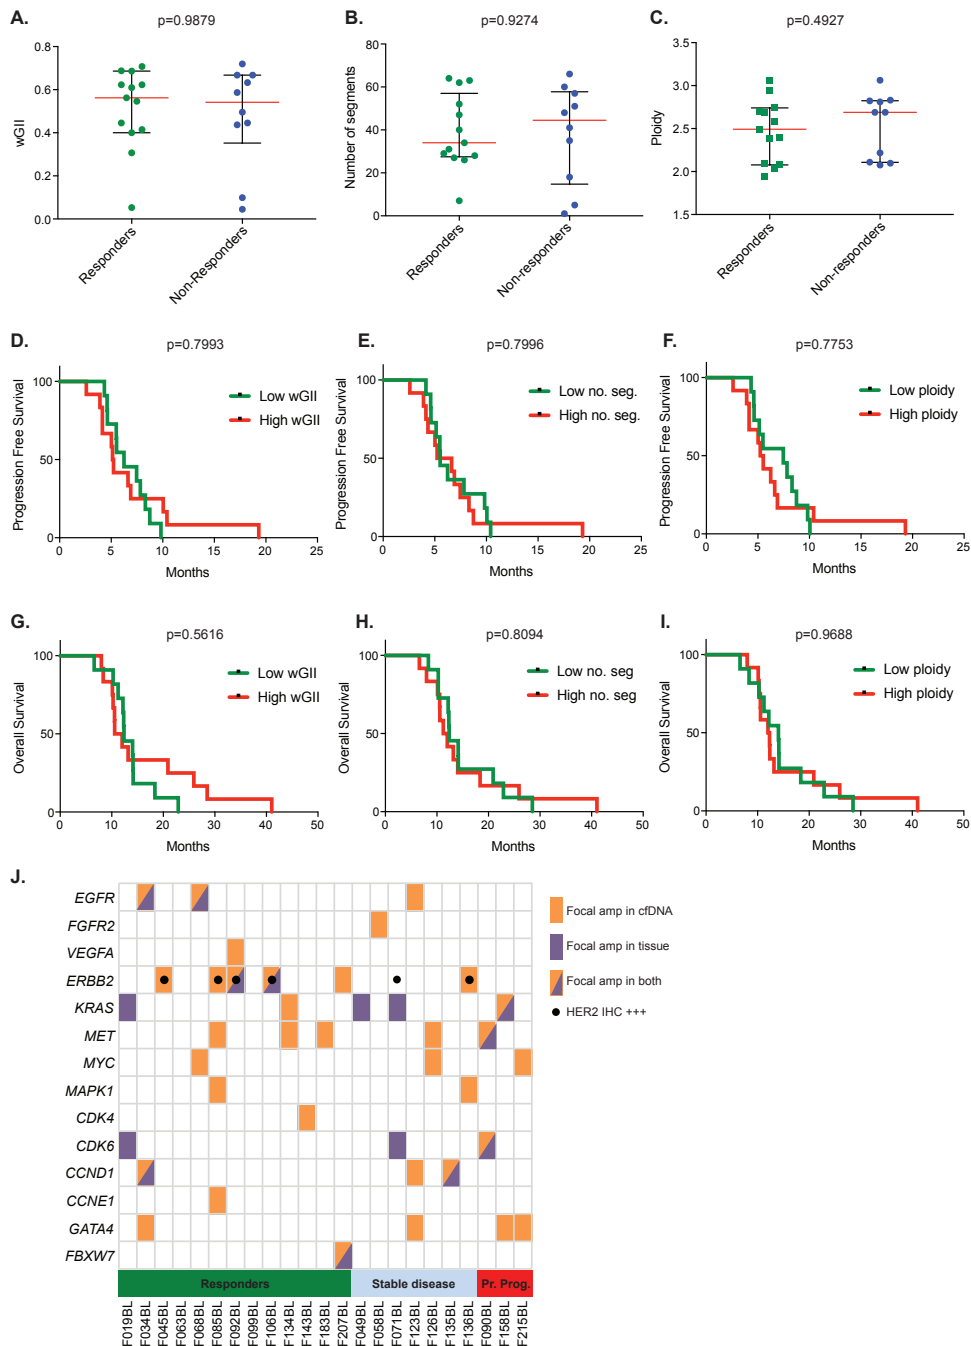 A.
p=0.9879
wGII
0.8
0.6
0.4
0.2
0.0
Responders
Non-Responders
B.
p=0.9274
Number of segments
80
60
40
20
0
Responders
Non-responders
C.
p=0.4927
Ploidy
3.5
3.0
2.5
2.0
1.5
Responders
Non-responders
D.
p=0.7993
Progression Free Survival
100
50
0
0 5 10 15 20 25
Months
Low wGII
High wGII
E.
p=0.7996
Progression Free Survival
100
50
0
0 5 10 15 20 25
Months
Low no. seg.
High no. seg.
F.
p=0.7753
Progression Free Survival
100
50
0
0 5 10 15 20 25
Months
Low ploidy
High ploidy
G.
p=0.5616
Overall Survival
100
50
0
0 10 20 30 40 50
Months
Low wGII
High wGII
H.
p=0.8094
Overall Survival
100
50
0
0 10 20 30 40 50
Months
Low no. seg
High no. seg
I.
p=0.9688
Overall Survival
100
50
0
0 10 20 30 40 50
Months
Low ploidy
High ploidy
J.
EGFR
FGFR2
VEGFA
ERBB2
KRAS
MET
MYC
MAPK1
CDK4
CDK6
CCND1
CCNE1
GATA4
FBXW7
Focal amp in cfDNA
Focal amp in tissue
Focal amp in both
HER2 IHC +++
Responders
Stable disease
Pr. Prog.
F019BL
F034BL
F045BL
F063BL
F068BL
F085BL
F092BL
F099BL
F106BL
F134BL
F143BL
F183BL
F207BL
F049BL
F058BL
F071BL
F123BL
F126BL
F135BL
F136BL
F090BL
F158BL
F215BL